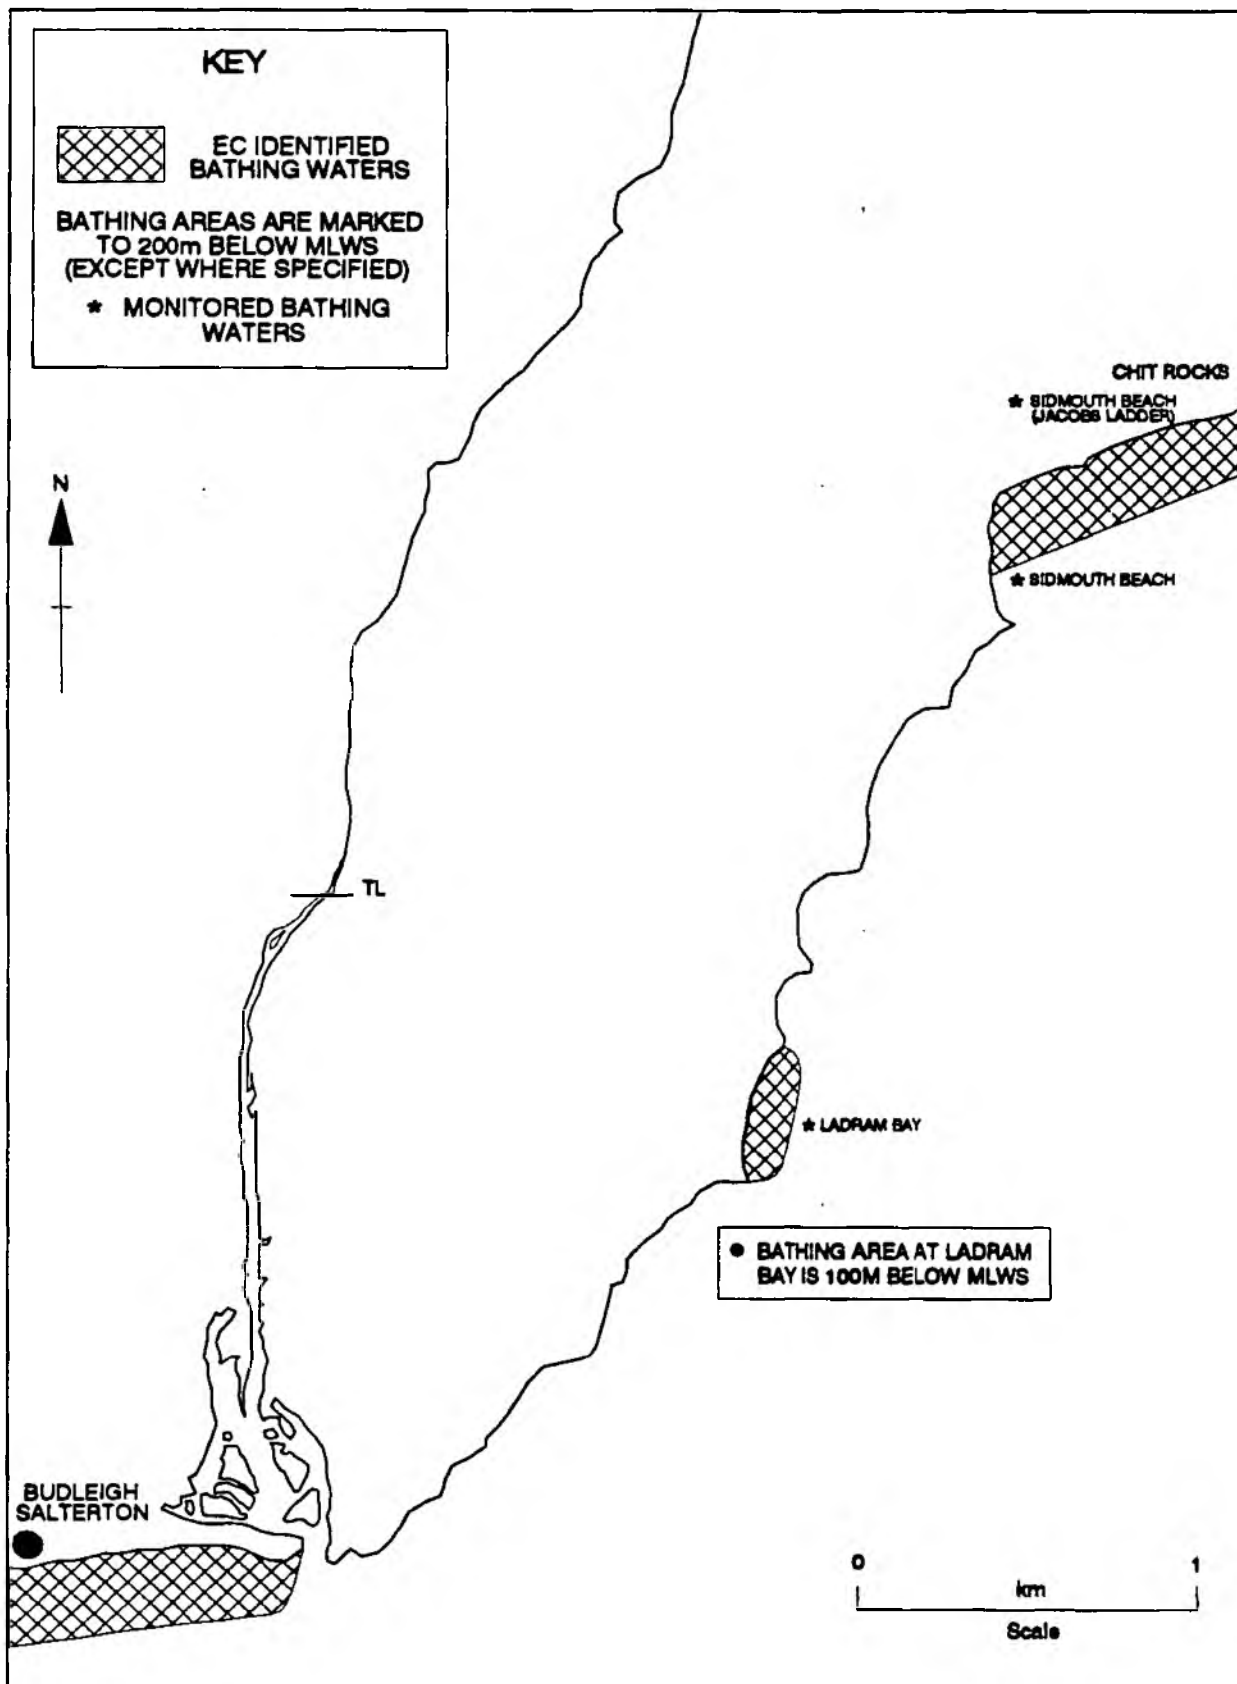 KEY
EC IDENTIFIED
BATHING WATERS
BATHING AREAS ARE MARKED
TO 200m BELOW MLWS
(EXCEPT WHERE SPECIFIED)
* MONITORED BATHING
WATERS
N
CHIT ROCKS
* SIDMOUTH BEACH
(JACOBS LADDER)
* SIDMOUTH BEACH
TL
* LADRAM BAY
● BATHING AREA AT LADRAM
BAY IS 100M BELOW MLWS
BUDLEIGH
SALTERTON
0 1
km
Scale